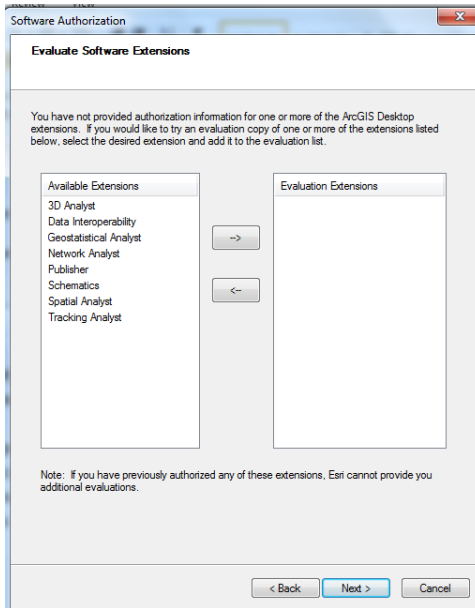 Review View
Software Authorization
Evaluate Software Extensions
You have not provided authorization information for one or more of the ArcGIS Desktop
extensions. If you would like to try an evaluation copy of one or more of the extensions listed
below, select the desired extension and add it to the evaluation list.
Available Extensions
3D Analyst
Data Interoperability
Geostatistical Analyst
Network Analyst
Publisher
Schematics
Spatial Analyst
Tracking Analyst
-->
<--
Evaluation Extensions
Note: If you have previously authorized any of these extensions, Esri cannot provide you
additional evaluations.
< Back Next > Cancel